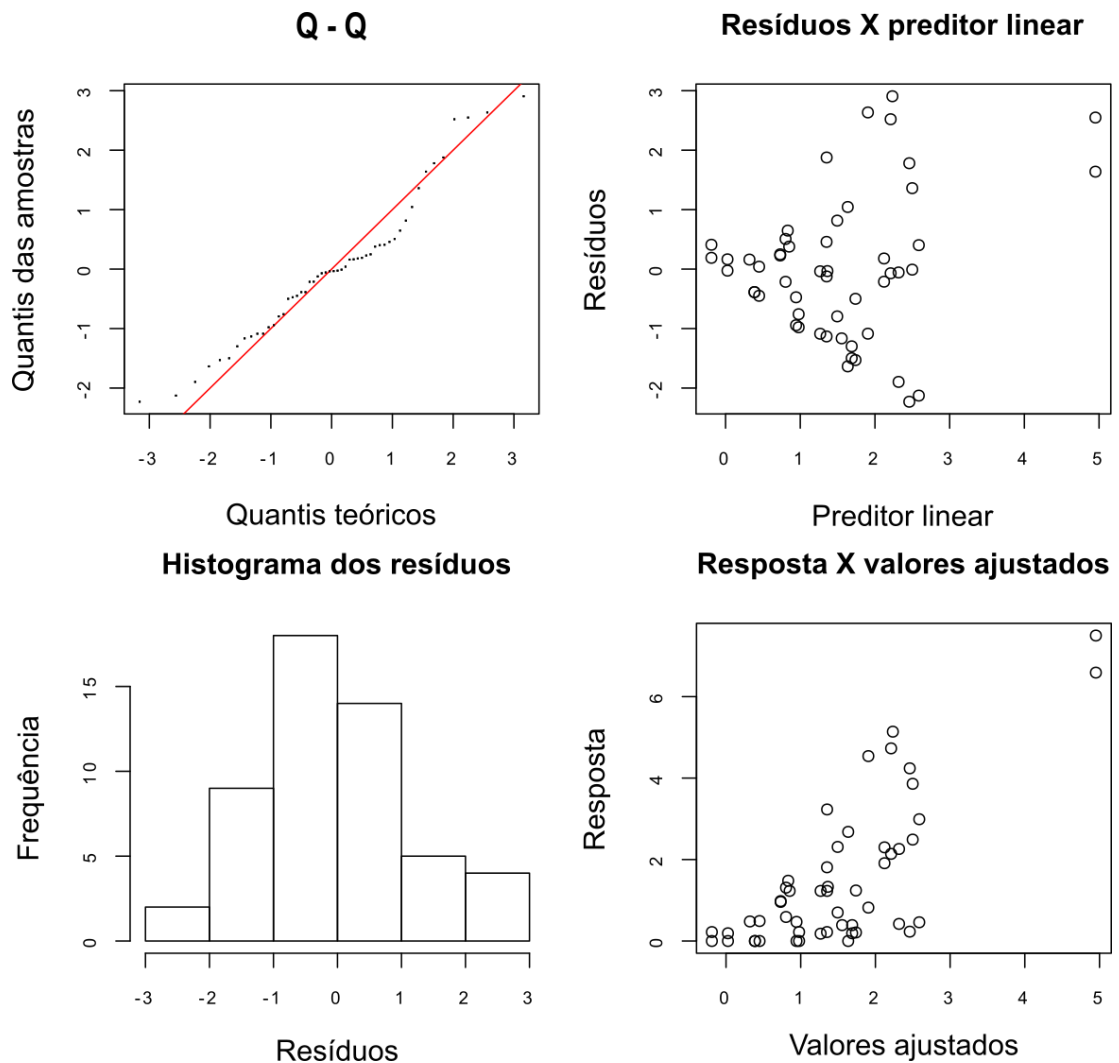 Q - Q
Quantis das amostras
3
2
1
0
-1
-2
-3 -2 -1 0 1 2 3
Quantis teóricos
Resíduos X preditor linear
Resíduos
3
2
1
0
-1
-2
0 1 2 3 4 5
Preditor linear
Histograma dos resíduos
Frequência
15
10
5
0
-3 -2 -1 0 1 2 3
Resíduos
Resposta X valores ajustados
Resposta
6
4
2
0
0 1 2 3 4 5
Valores ajustados